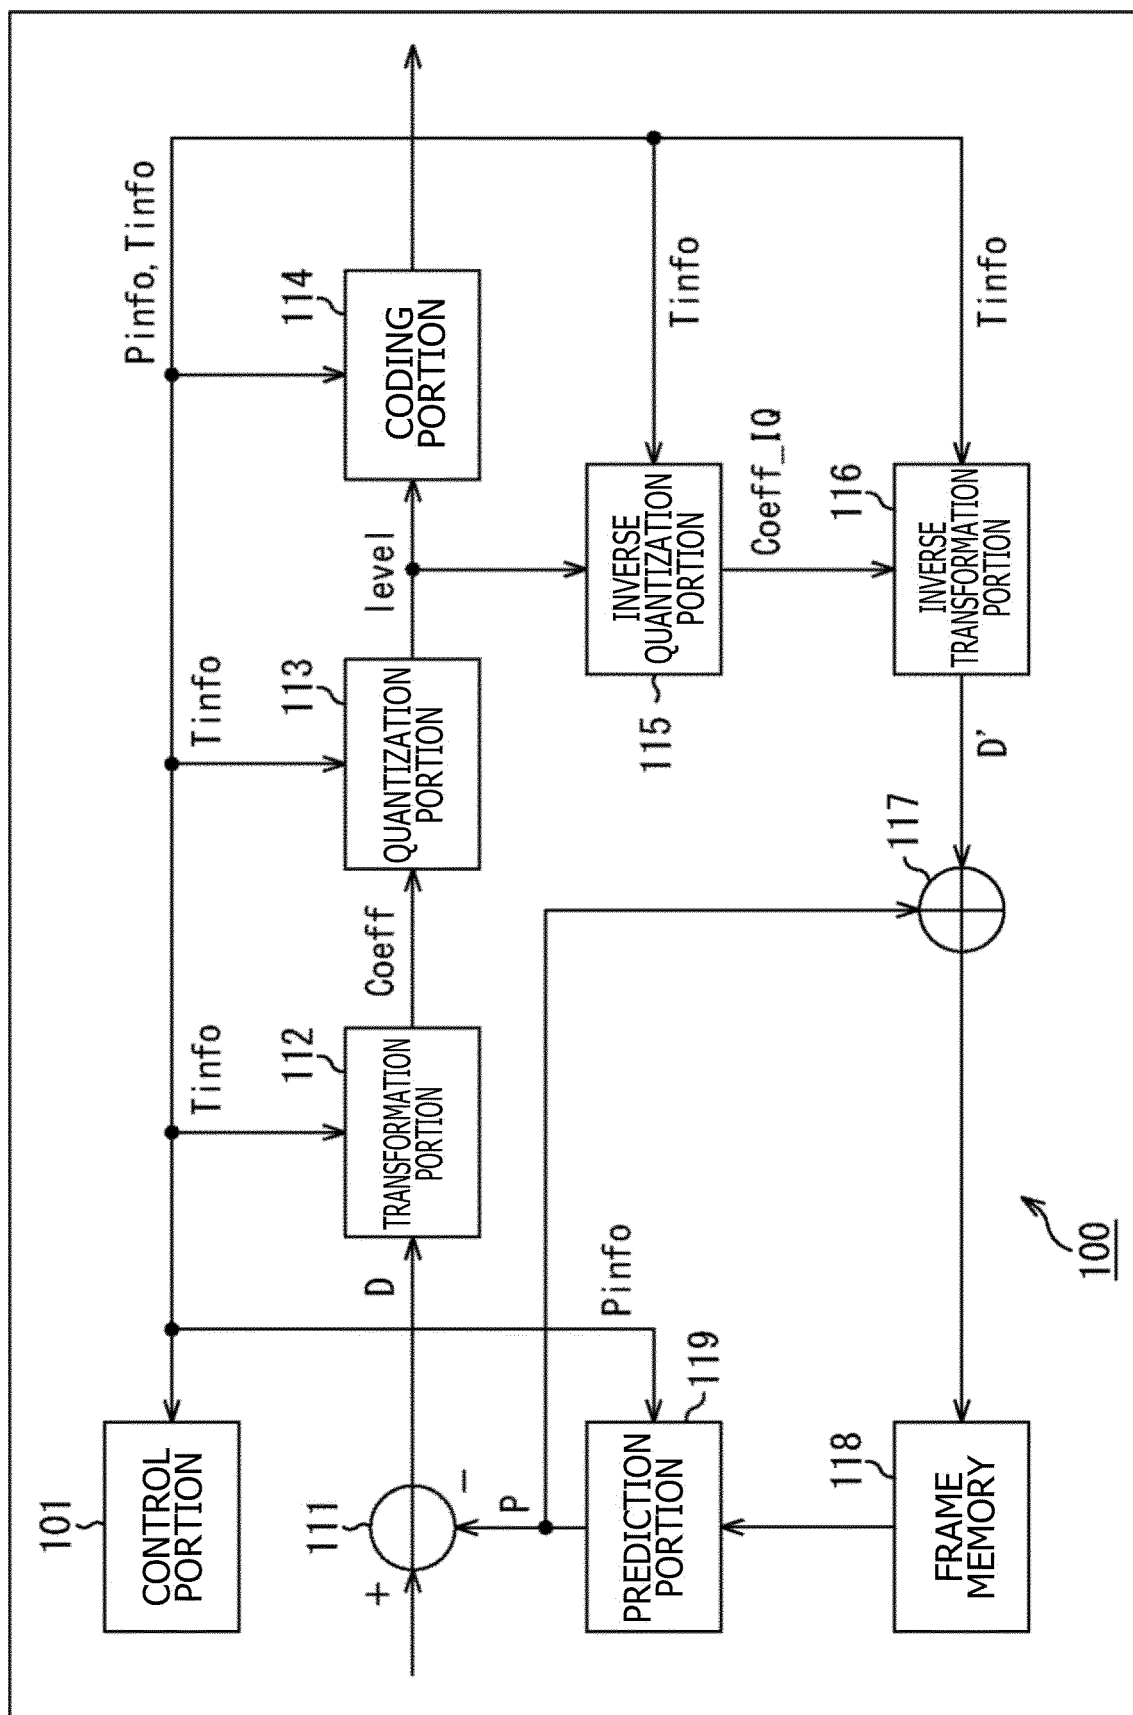 101
CONTROL
PORTION
Pinfo, Tinfo
Tinfo
Tinfo
111
+
-
D
112
TRANSFORMATION
PORTION
Coeff
113
QUANTIZATION
PORTION
level
114
CODING
PORTION
P
Pinfo
119
PREDICTION
PORTION
115
INVERSE
QUANTIZATION
PORTION
Tinfo
Coeff_IQ
118
FRAME
MEMORY
117
D'
116
INVERSE
TRANSFORMATION
PORTION
Tinfo
100